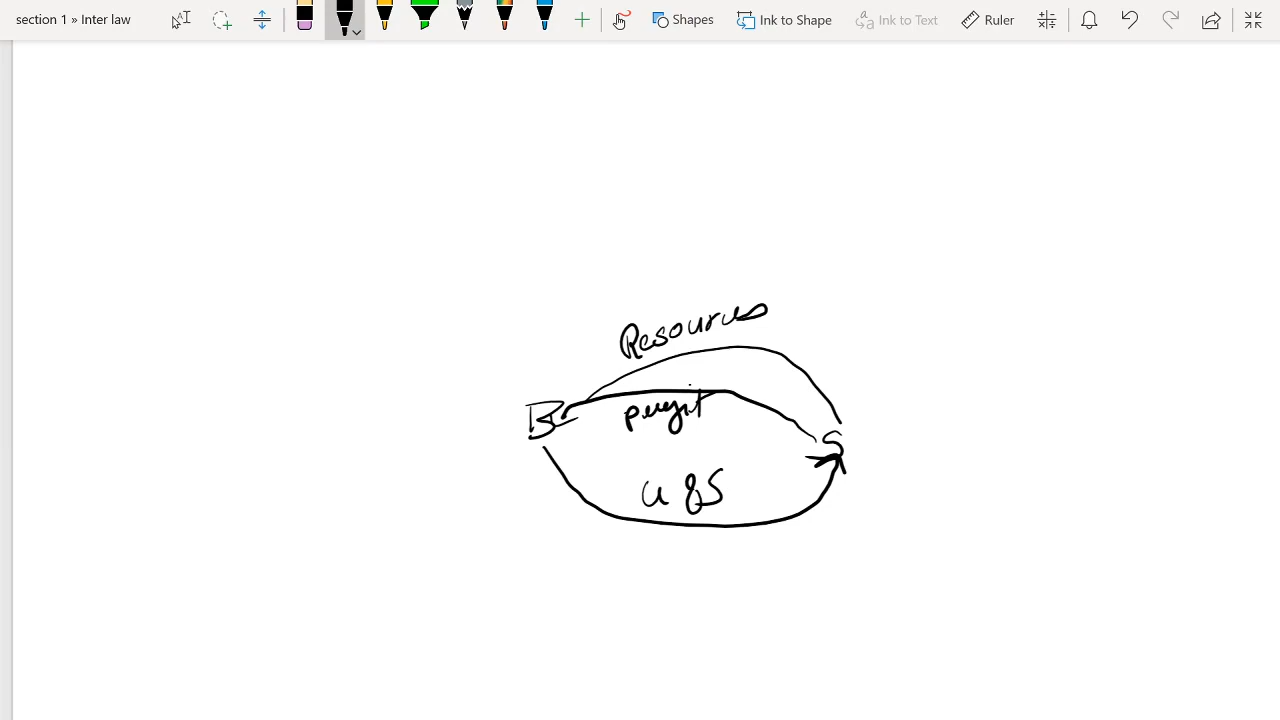 section 1 » Inter law
Shapes
Ink to Shape
Ink to Text
Ruler
Resources
B
S
U & S